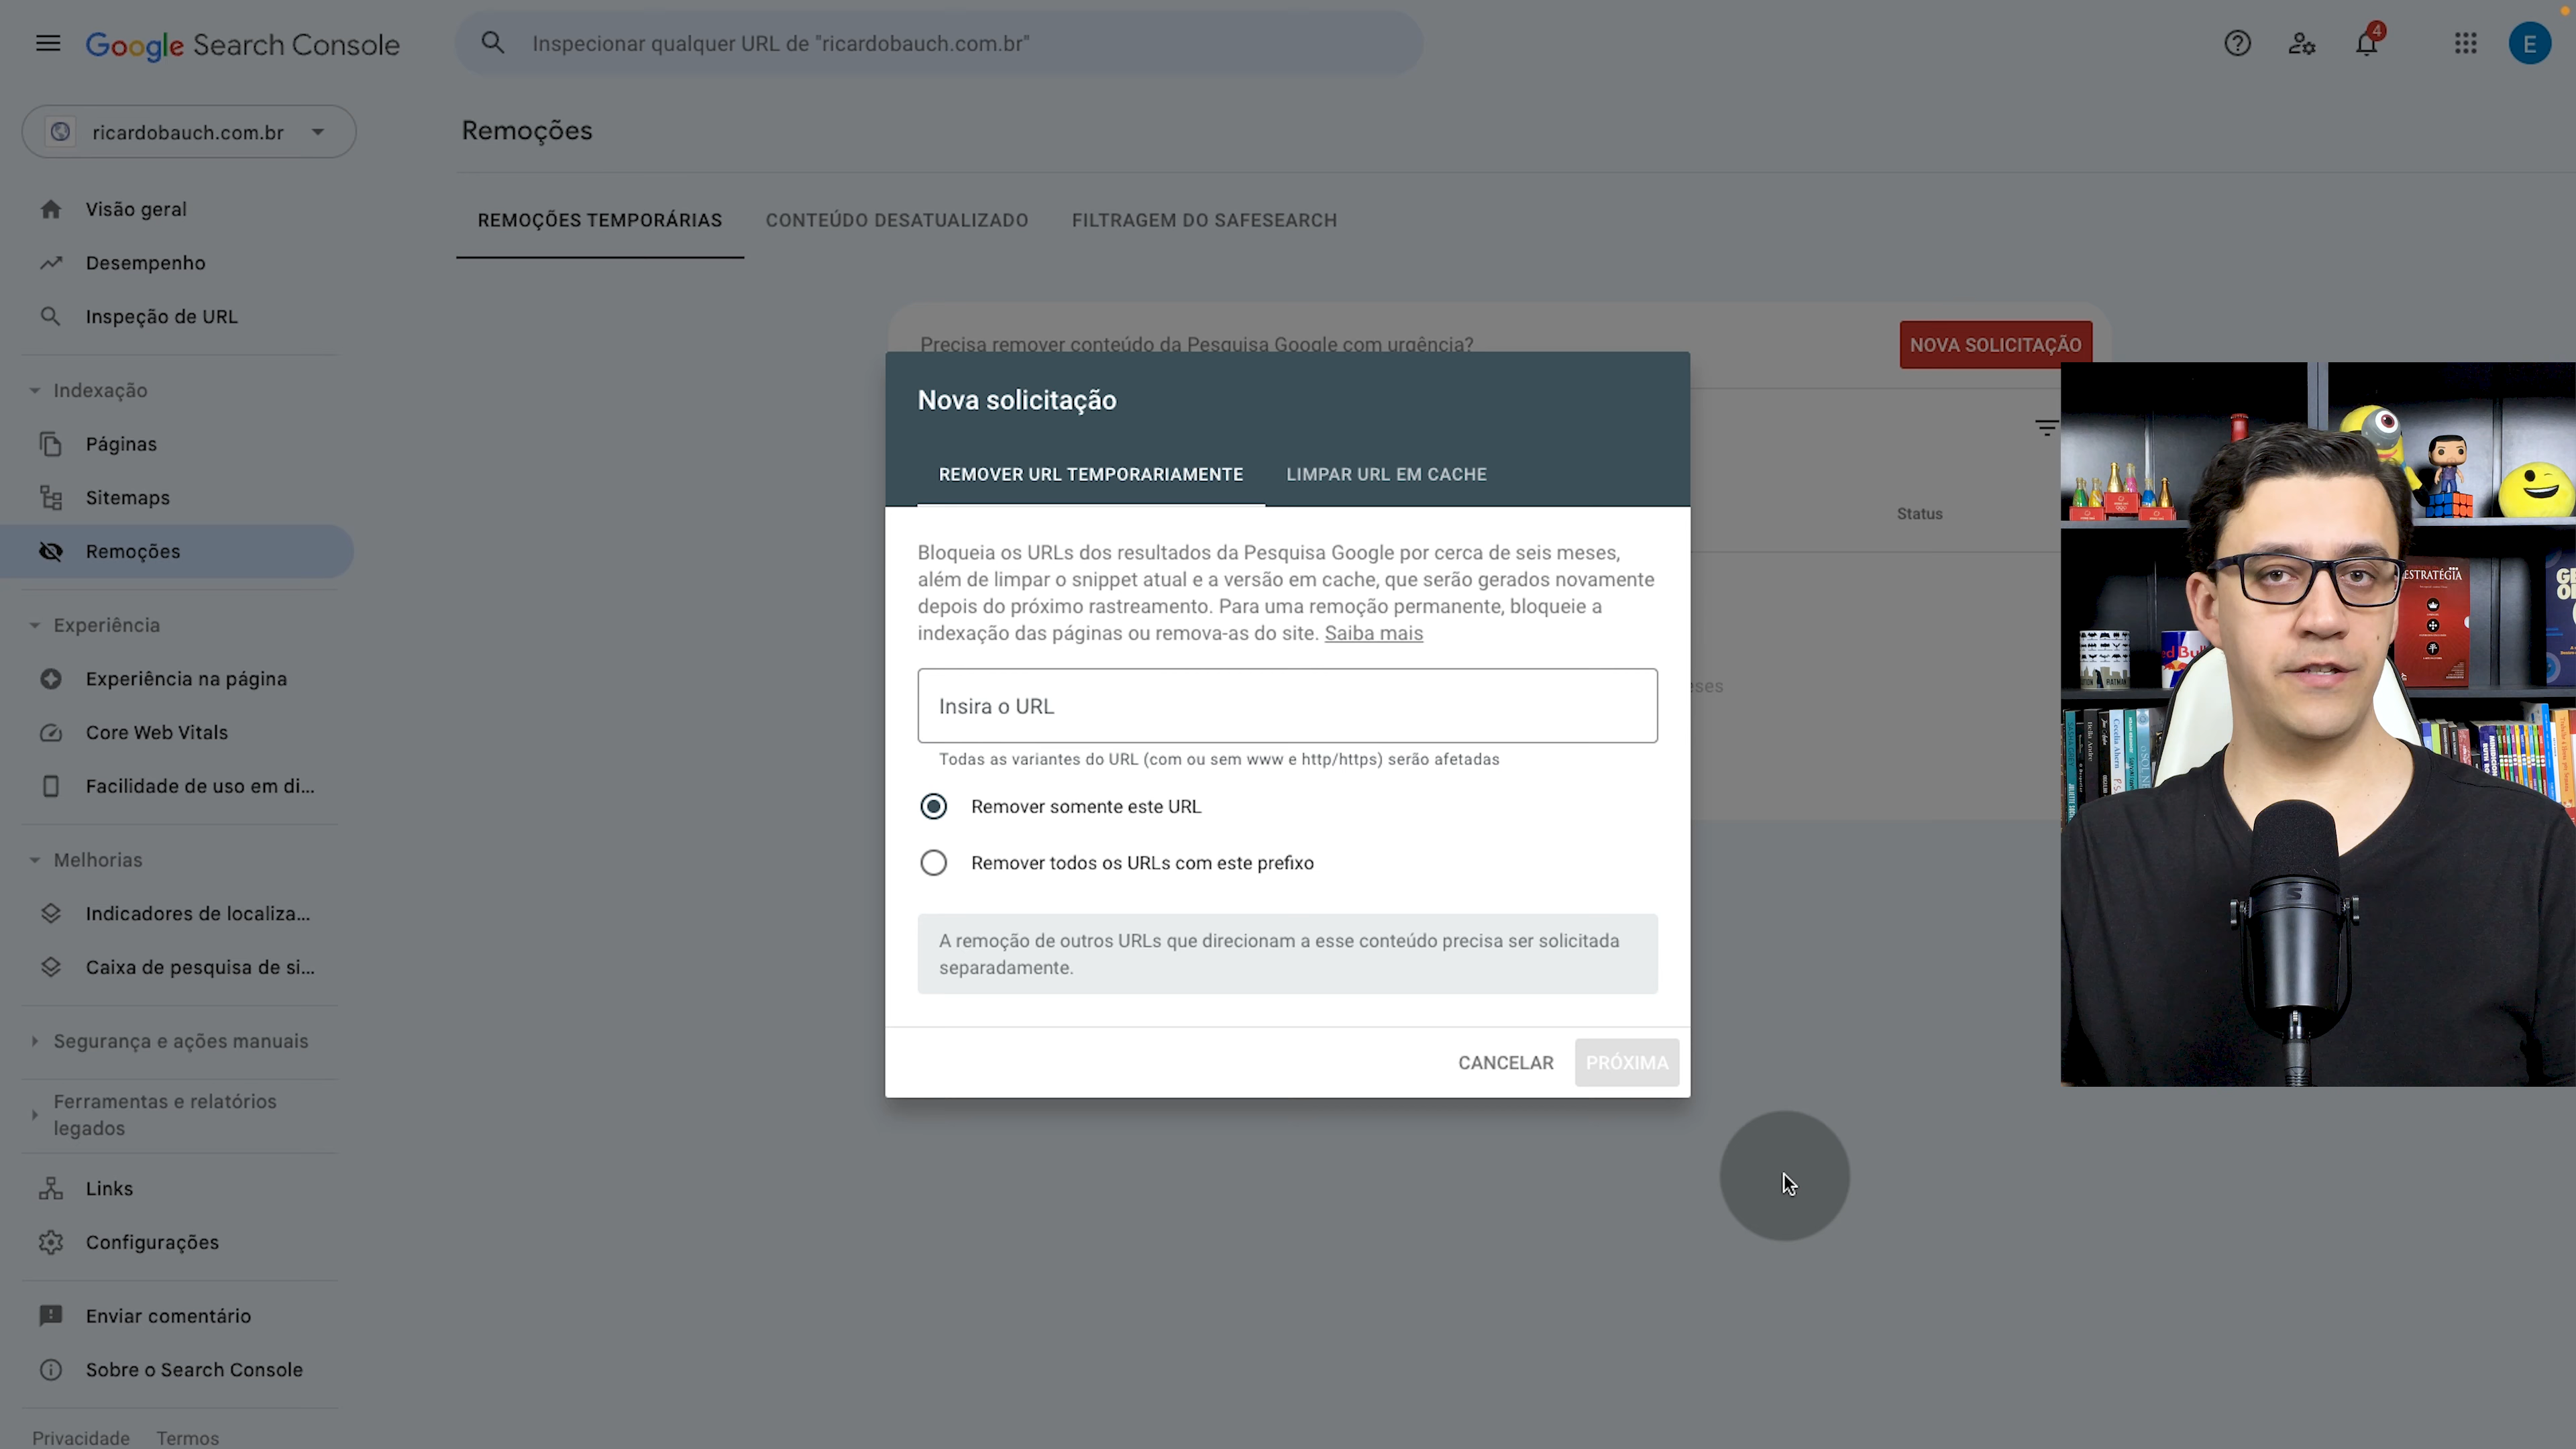 Google Search Console
Inspecionar qualquer URL de "ricardobauch.com.br"
4
E
ricardobauch.com.br
Remoções
Visão geral
Desempenho
Inspeção de URL
Indexação
Páginas
Sitemaps
Remoções
Experiência
Experiência na página
Core Web Vitals
Facilidade de uso em di...
Melhorias
Indicadores de localiza...
Caixa de pesquisa de si...
Segurança e ações manuais
Ferramentas e relatórios
legados
Links
Configurações
Enviar comentário
Sobre o Search Console
Privacidade Termos
REMOÇÕES TEMPORÁRIAS CONTEÚDO DESATUALIZADO FILTRAGEM DO SAFESEARCH
Precisa remover conteúdo da Pesquisa Google com urgência?
NOVA SOLICITAÇÃO
Status
Nova solicitação
REMOVER URL TEMPORARIAMENTE LIMPAR URL EM CACHE
Bloqueia os URLs dos resultados da Pesquisa Google por cerca de seis meses,
além de limpar o snippet atual e a versão em cache, que serão gerados novamente
depois do próximo rastreamento. Para uma remoção permanente, bloqueie a
indexação das páginas ou remova-as do site. Saiba mais
Insira o URL
Todas as variantes do URL (com ou sem www e http/https) serão afetadas
Remover somente este URL
Remover todos os URLs com este prefixo
A remoção de outros URLs que direcionam a esse conteúdo precisa ser solicitada
separadamente.
CANCELAR PRÓXIMA
ESTRATÉGIA